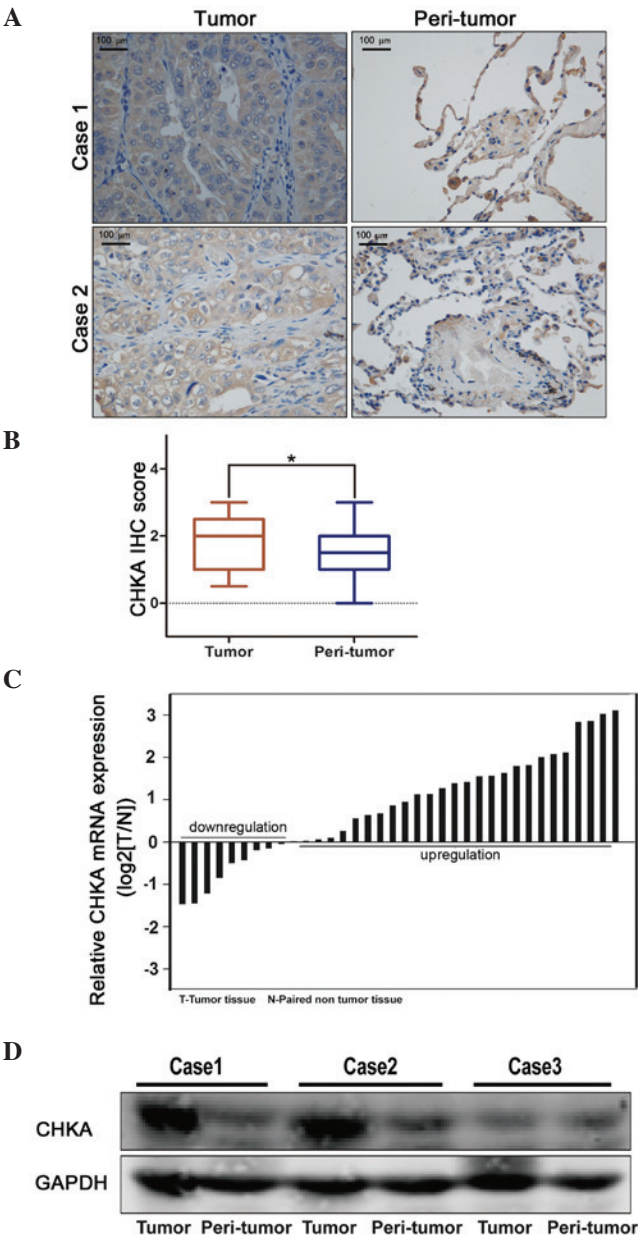 A
Tumor
Peri-tumor
Case 1
100 µm
100 µm
Case 2
100 µm
100 µm
B
CHKA IHC score
4
2
0
*
Tumor
Peri-tumor
C
Relative CHKA mRNA expression
(log2[T/N])
3
2
1
0
-1
-2
-3
downregulation
upregulation
T-Tumor tissue
N-Paired non tumor tissue
D
Case1
Case2
Case3
CHKA
GAPDH
Tumor Peri-tumor Tumor Peri-tumor Tumor Peri-tumor